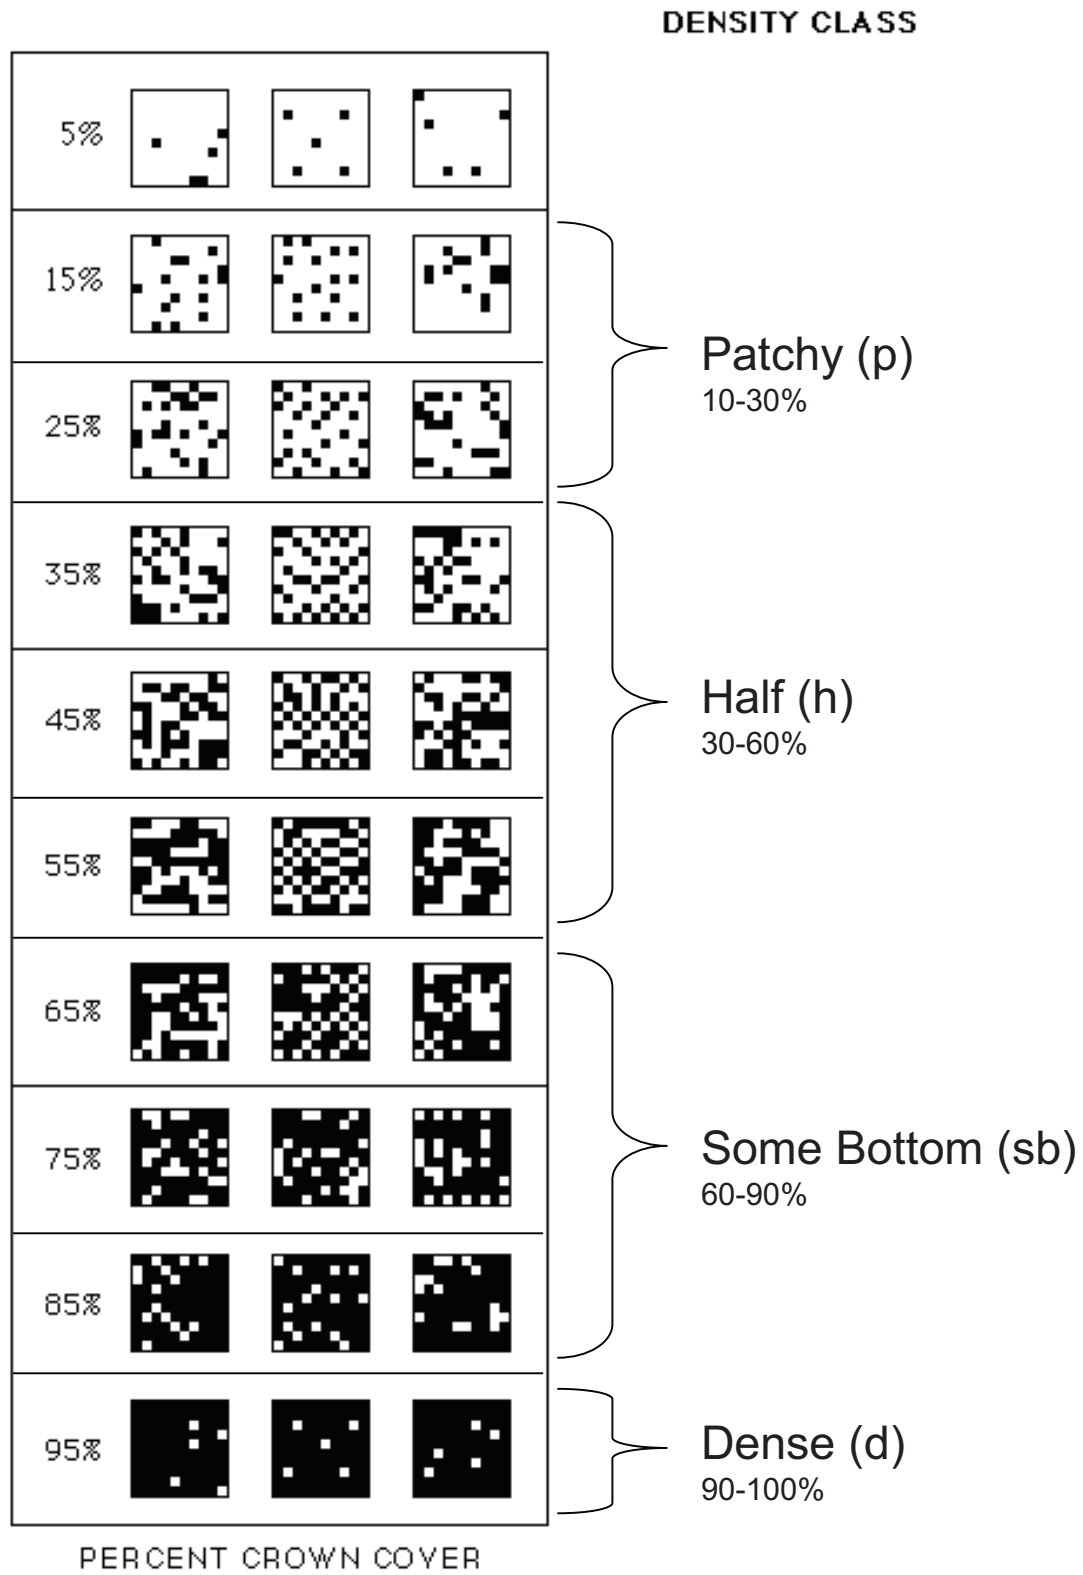 DENSITY CLASS
5%
15%
25%
Patchy (p)
10-30%
35%
45%
55%
Half (h)
30-60%
65%
75%
85%
Some Bottom (sb)
60-90%
95%
Dense (d)
90-100%
PERCENT CROWN COVER